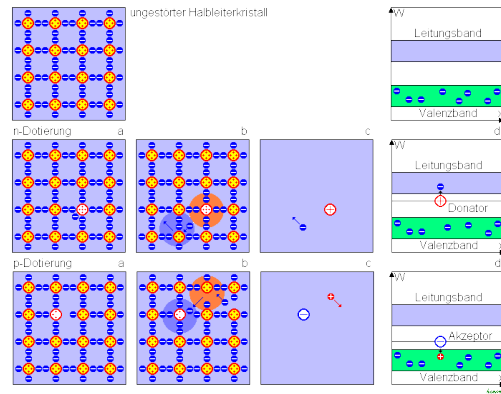 ungestörter Halbleiterkristall
W
Leitungsband
Valenzband
x
n-Dotierung a b c d
W
Leitungsband
Donator
Valenzband
x
p-Dotierung a b c d
W
Leitungsband
Akzeptor
Valenzband
x